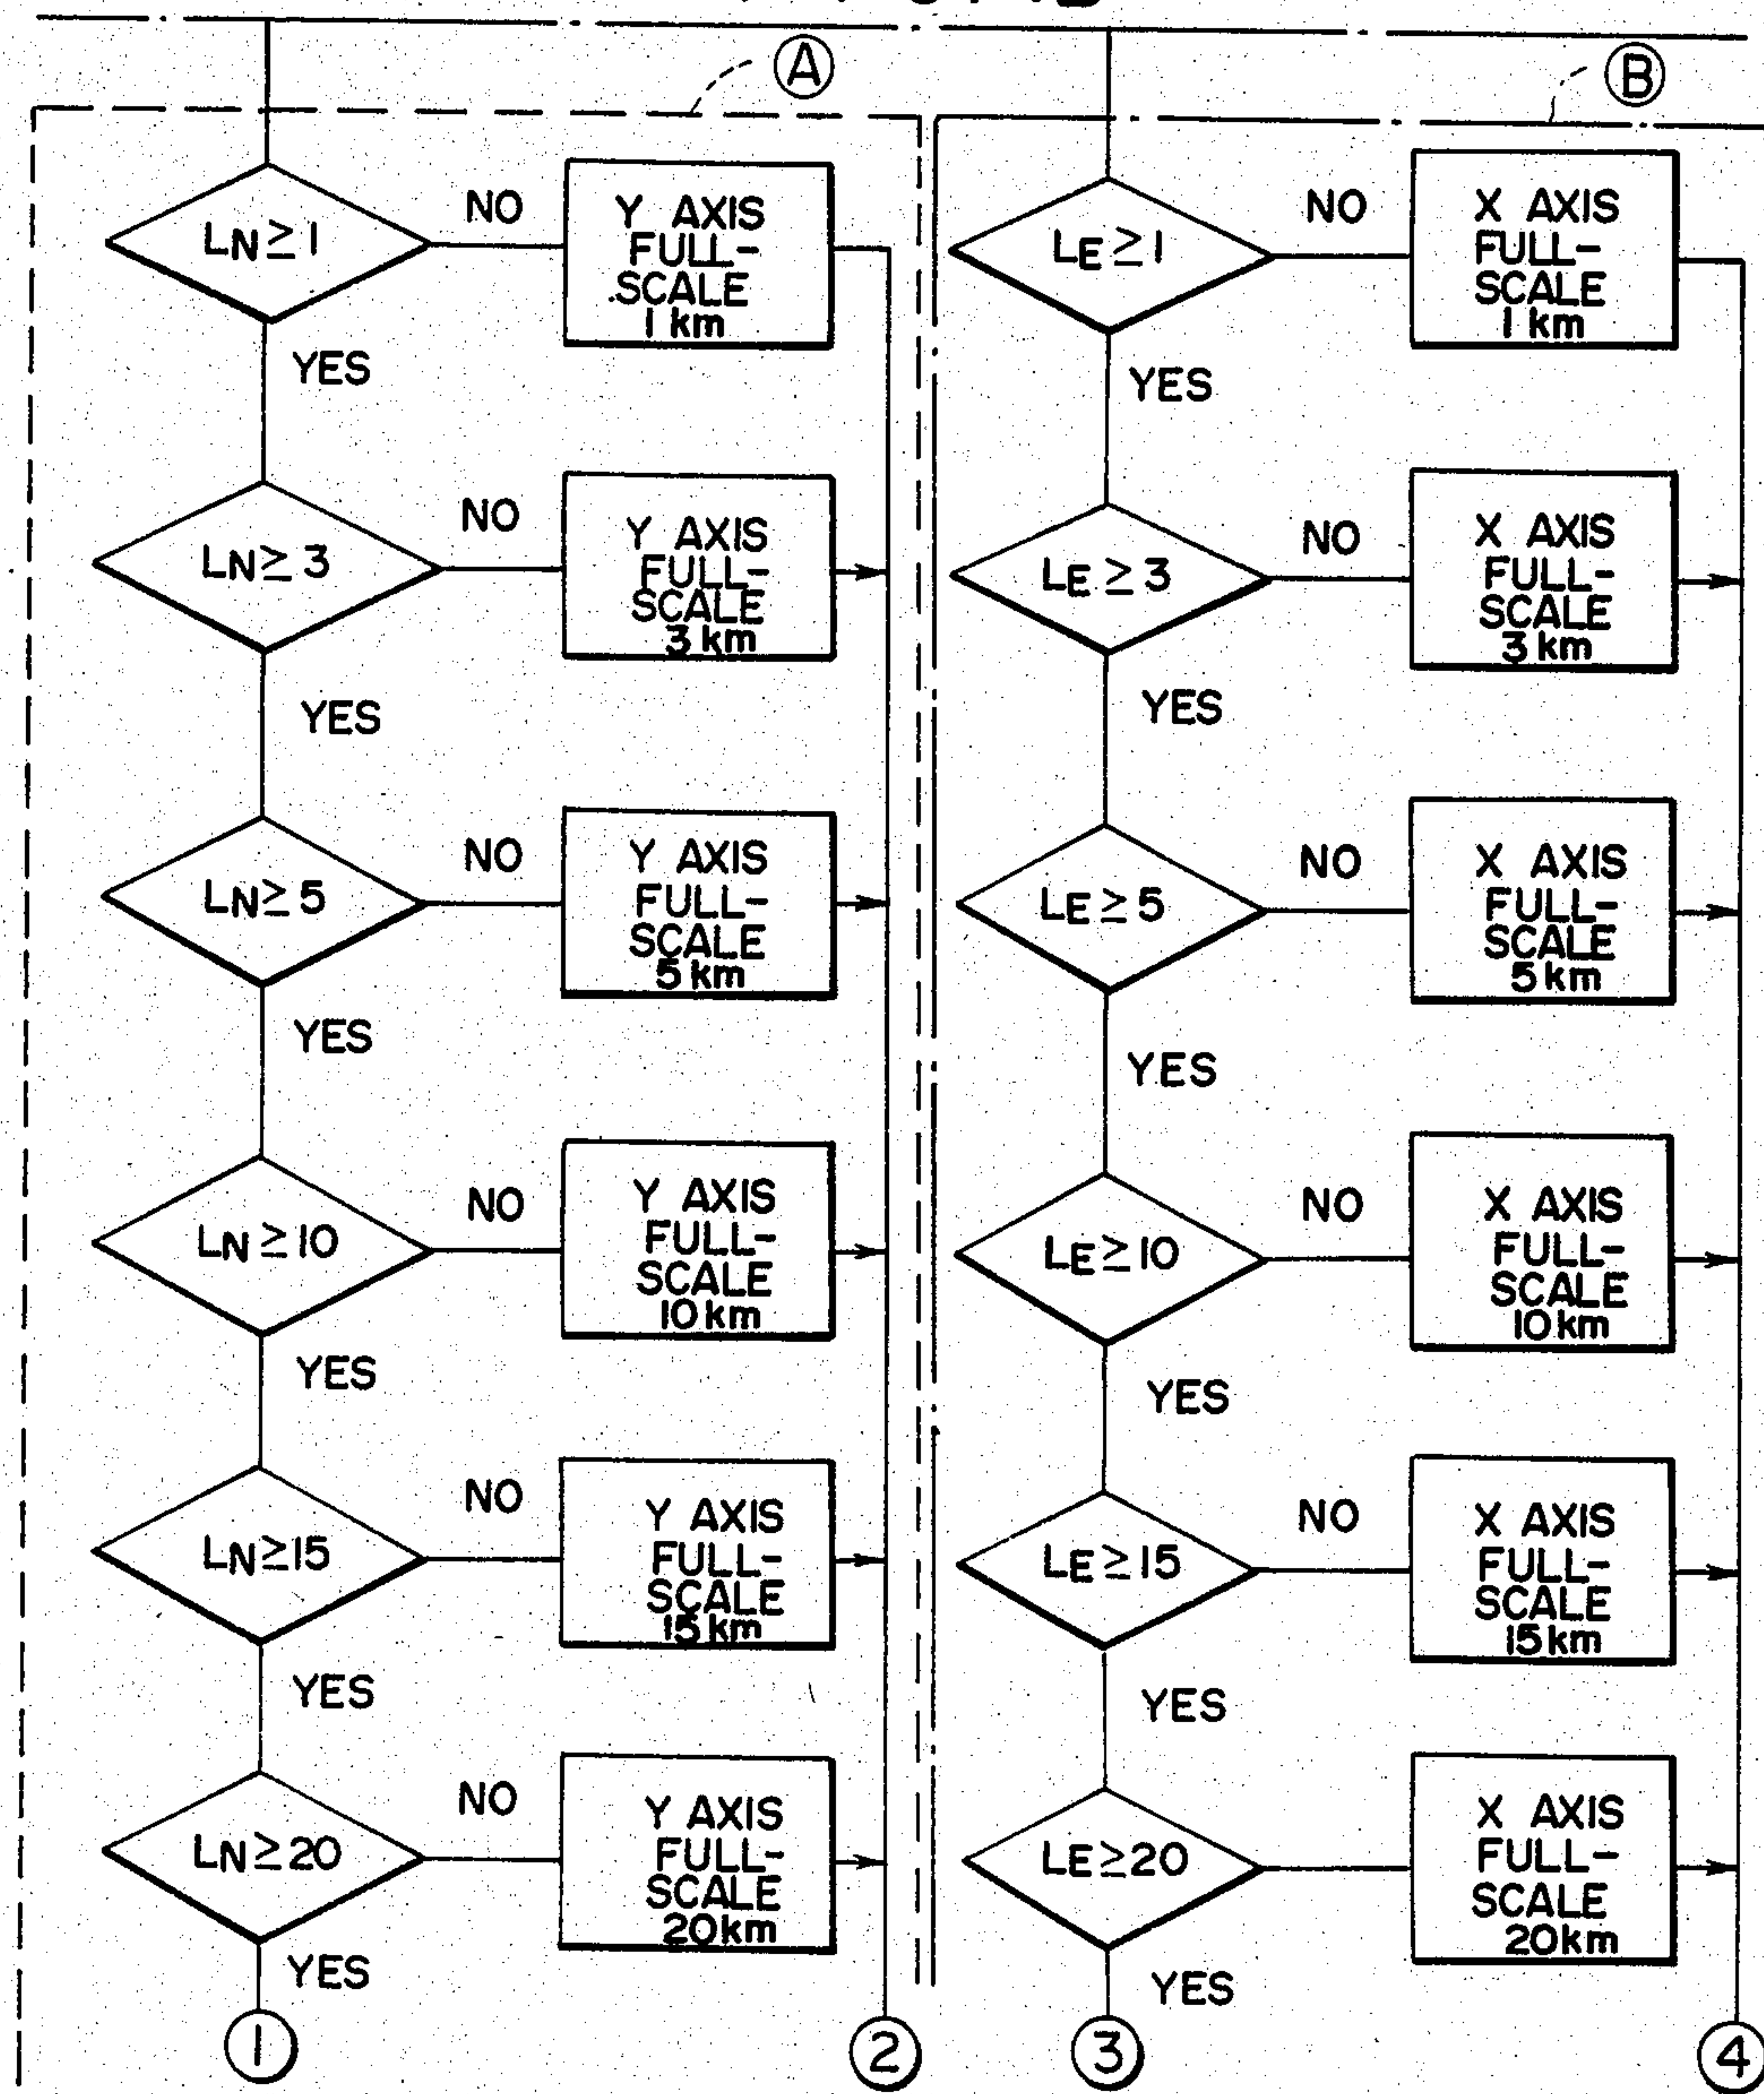 A
B
LN≥1
NO
Y AXIS
FULL-
SCALE
1 km
YES
LN≥3
NO
Y AXIS
FULL-
SCALE
3 km
YES
LN≥5
NO
Y AXIS
FULL-
SCALE
5 km
YES
LN≥10
NO
Y AXIS
FULL-
SCALE
10 km
YES
LN≥15
NO
Y AXIS
FULL-
SCALE
15 km
YES
LN≥20
NO
Y AXIS
FULL-
SCALE
20 km
YES
1
2
LE≥1
NO
X AXIS
FULL-
SCALE
1 km
YES
LE≥3
NO
X AXIS
FULL-
SCALE
3 km
YES
LE≥5
NO
X AXIS
FULL-
SCALE
5 km
YES
LE≥10
NO
X AXIS
FULL-
SCALE
10 km
YES
LE≥15
NO
X AXIS
FULL-
SCALE
15 km
YES
LE≥20
X AXIS
FULL-
SCALE
20 km
YES
3
4